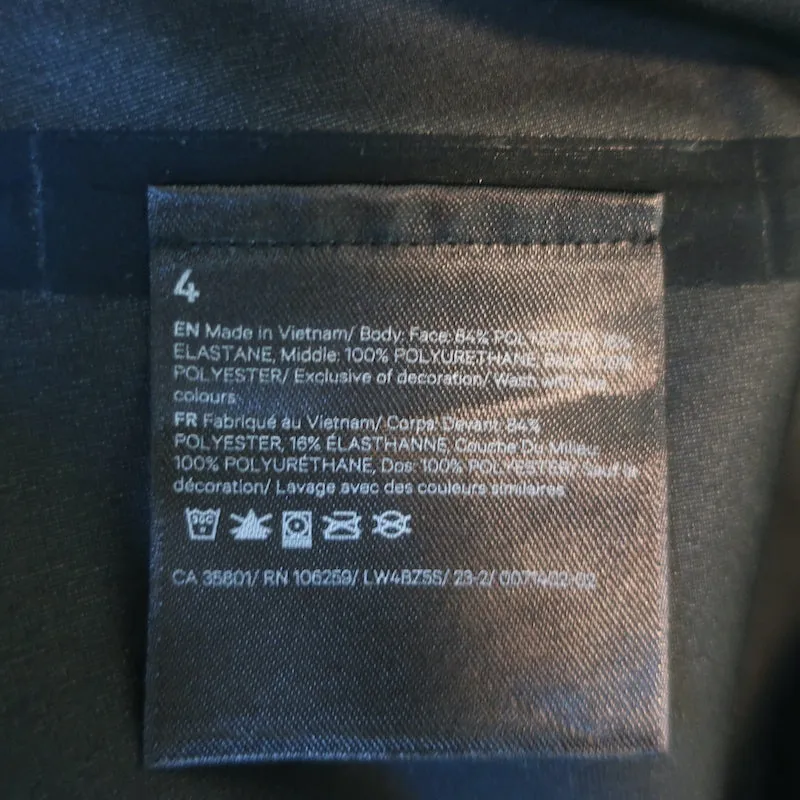 4
EN Made in Vietnam/ Body: Face: 84% POLYESTER, 16%
ELASTANE, Middle: 100% POLYURETHANE, Back: 100%
POLYESTER/ Exclusive of decoration/ Wash with like
colours
FR Fabriqué au Vietnam/ Corps: Devant: 84%
POLYESTER, 16% ÉLASTHANNE, Couche Du Milieu:
100% POLYURÉTHANE, Dos: 100% POLYESTER/ Sauf la
décoration/ Lavage avec des couleurs similaires
30C
CA 35801/ RN 106259/ LW4BZ5S/ 23-2/ 0071402-02